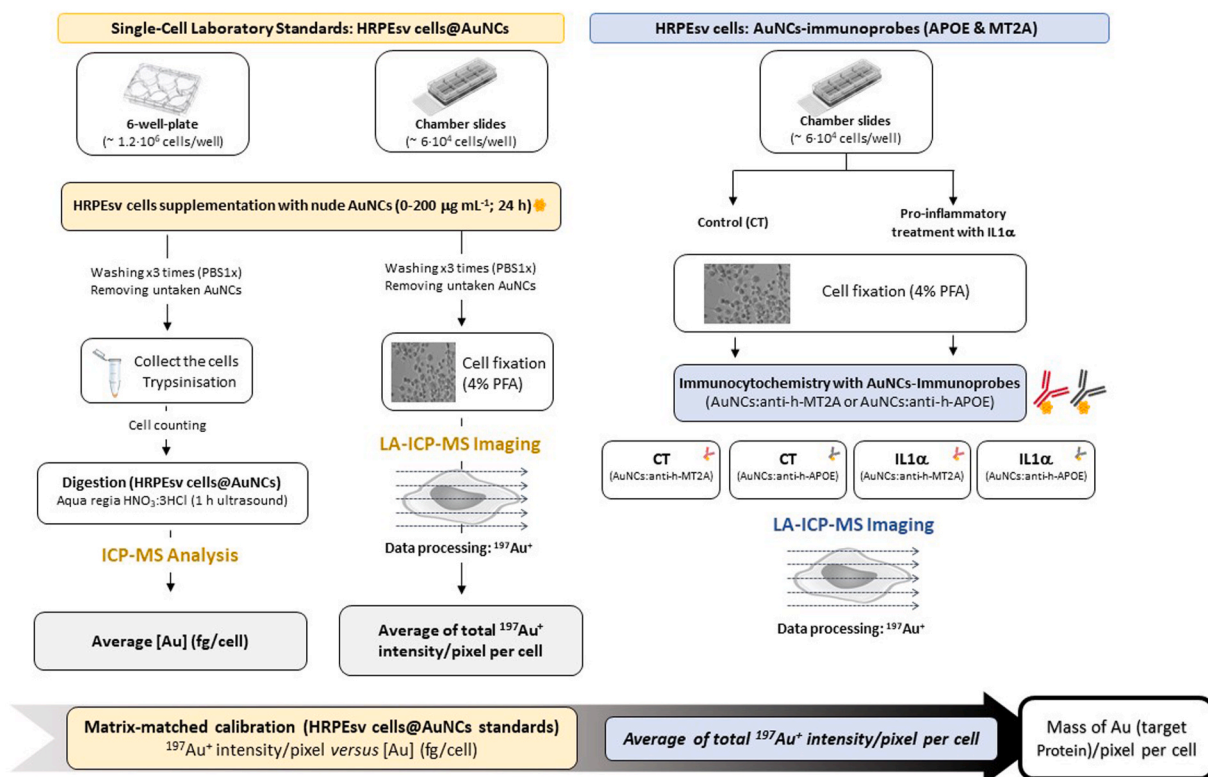 Single-Cell Laboratory Standards: HRPEsv cells@AuNCs
6-well-plate
(~ 1.2·10⁶ cells/well)
Chamber slides
(~ 6·10⁴ cells/well)
HRPEsv cells supplementation with nude AuNCs (0-200 µg mL⁻¹; 24 h)
Washing x3 times (PBS1x)
Removing untaken AuNCs
Collect the cells
Trypsinisation
Cell counting
Digestion (HRPEsv cells@AuNCs)
Aqua regia HNO₃:3HCl (1 h ultrasound)
ICP-MS Analysis
Average [Au] (fg/cell)
Washing x3 times (PBS1x)
Removing untaken AuNCs
Cell fixation
(4% PFA)
LA-ICP-MS Imaging
Data processing: ¹⁹⁷Au⁺
Average of total ¹⁹⁷Au⁺
intensity/pixel per cell
HRPEsv cells: AuNCs-immunoprobes (APOE & MT2A)
Chamber slides
(~ 6·10⁴ cells/well)
Control (CT)
Pro-inflammatory
treatment with IL1α
Cell fixation (4% PFA)
Immunocytochemistry with AuNCs-Immunoprobes
(AuNCs:anti-h-MT2A or AuNCs:anti-h-APOE)
CT
(AuNCs:anti-h-MT2A)
CT
(AuNCs:anti-h-APOE)
IL1α
(AuNCs:anti-h-MT2A)
IL1α
(AuNCs:anti-h-APOE)
LA-ICP-MS Imaging
Data processing: ¹⁹⁷Au⁺
Matrix-matched calibration (HRPEsv cells@AuNCs standards)
¹⁹⁷Au⁺ intensity/pixel versus [Au] (fg/cell)
Average of total ¹⁹⁷Au⁺ intensity/pixel per cell
Mass of Au (target
Protein)/pixel per cell